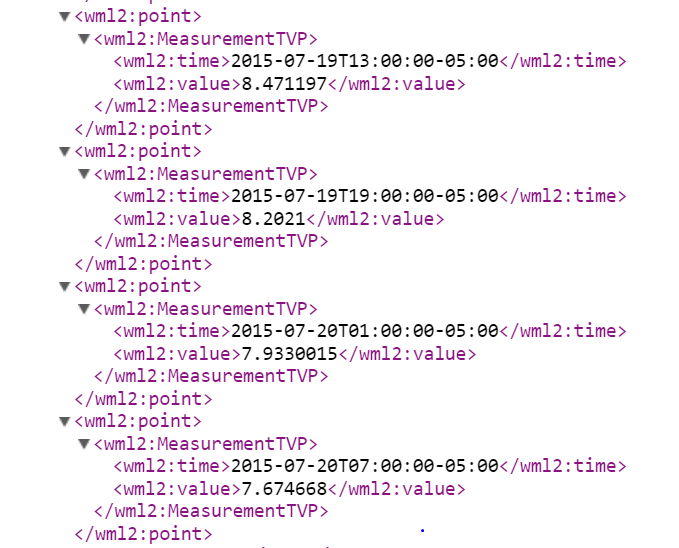 <wml2:point>
<wml2:MeasurementTVP>
<wml2:time>2015-07-19T13:00:00-05:00</wml2:time>
<wml2:value>8.471197</wml2:value>
</wml2:MeasurementTVP>
</wml2:point>
<wml2:point>
<wml2:MeasurementTVP>
<wml2:time>2015-07-19T19:00:00-05:00</wml2:time>
<wml2:value>8.2021</wml2:value>
</wml2:MeasurementTVP>
</wml2:point>
<wml2:point>
<wml2:MeasurementTVP>
<wml2:time>2015-07-20T01:00:00-05:00</wml2:time>
<wml2:value>7.9330015</wml2:value>
</wml2:MeasurementTVP>
</wml2:point>
<wml2:point>
<wml2:MeasurementTVP>
<wml2:time>2015-07-20T07:00:00-05:00</wml2:time>
<wml2:value>7.674668</wml2:value>
</wml2:MeasurementTVP>
</wml2:point>